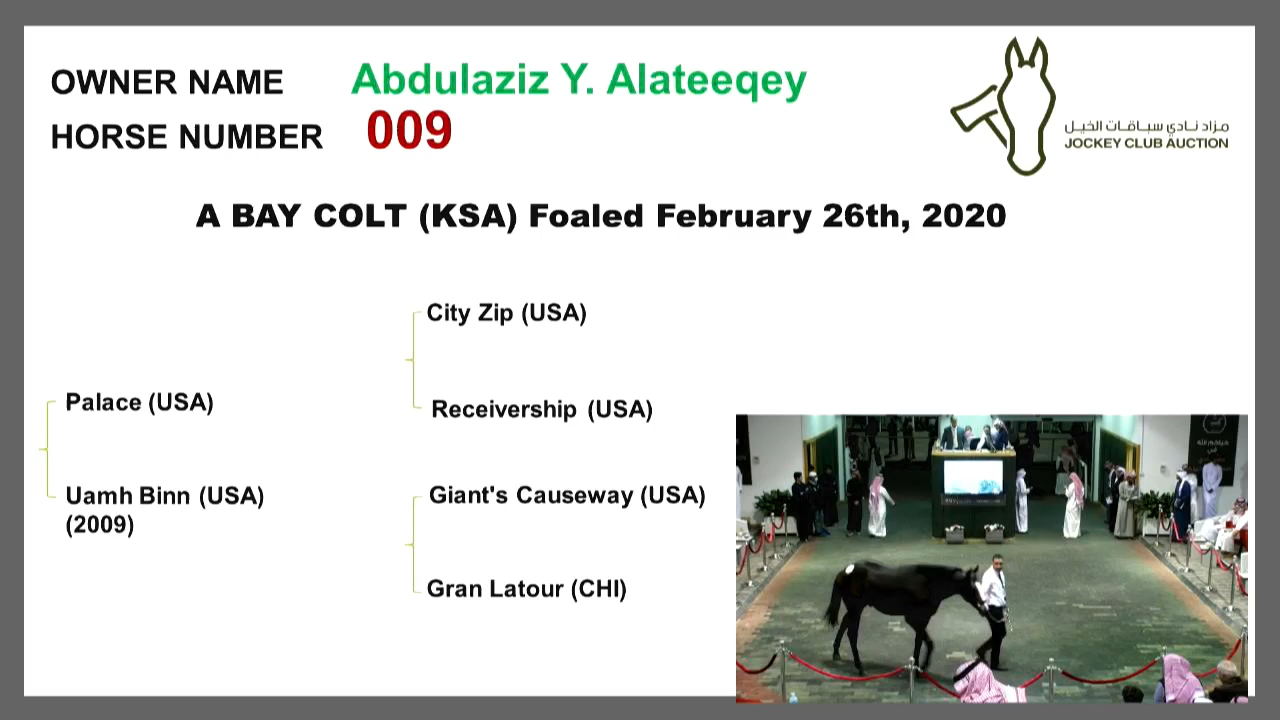 OWNER NAME Abdulaziz Y. Alateeqey
HORSE NUMBER 009
مزاد نادي سباقات الخيل
JOCKEY CLUB AUCTION
A BAY COLT (KSA) Foaled February 26th, 2020
City Zip (USA)
Palace (USA)
Receivership (USA)
Uamh Binn (USA)
(2009)
Giant's Causeway (USA)
Gran Latour (CHI)